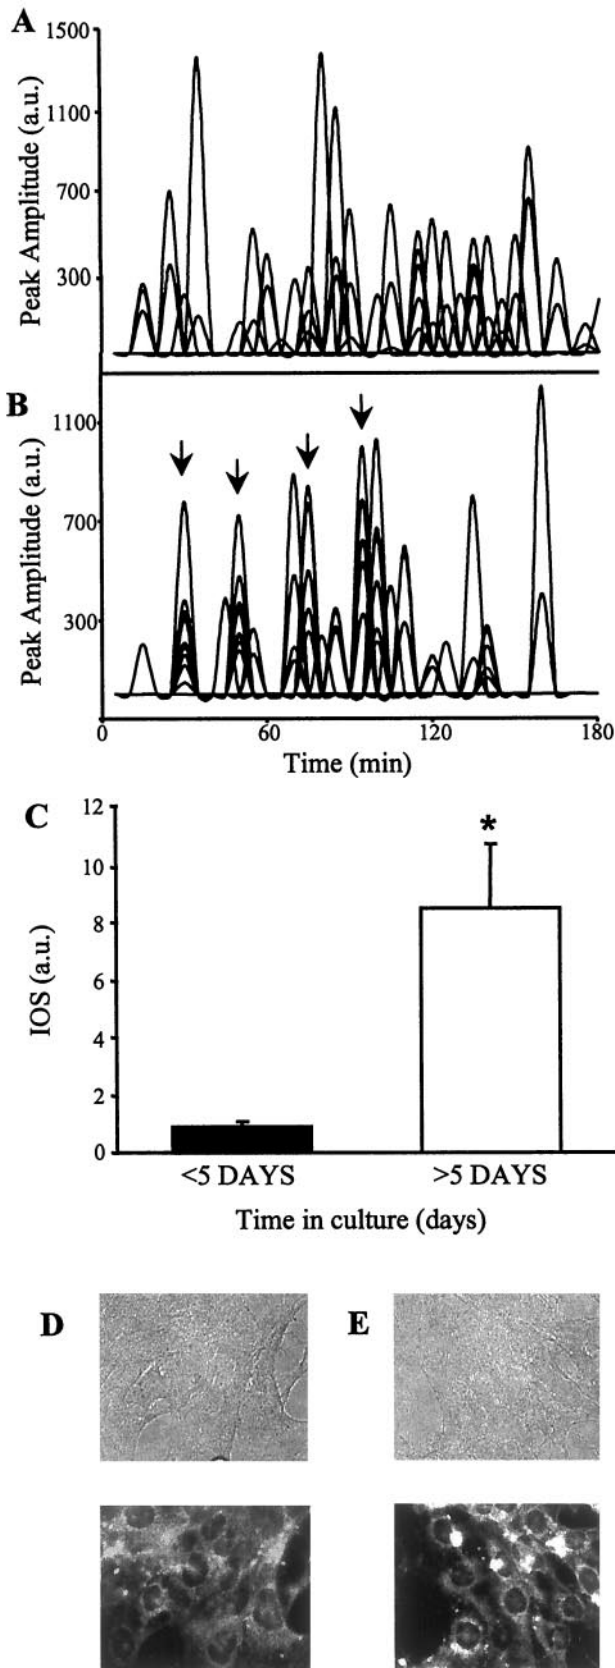 A
Peak Amplitude (a.u.)
1500
1100
700
300
B
Peak Amplitude (a.u.)
1100
700
300
0 60 120 180
Time (min)
C
IOS (a.u.)
12
10
8
6
4
2
0
*
<5 DAYS >5 DAYS
Time in culture (days)
D E